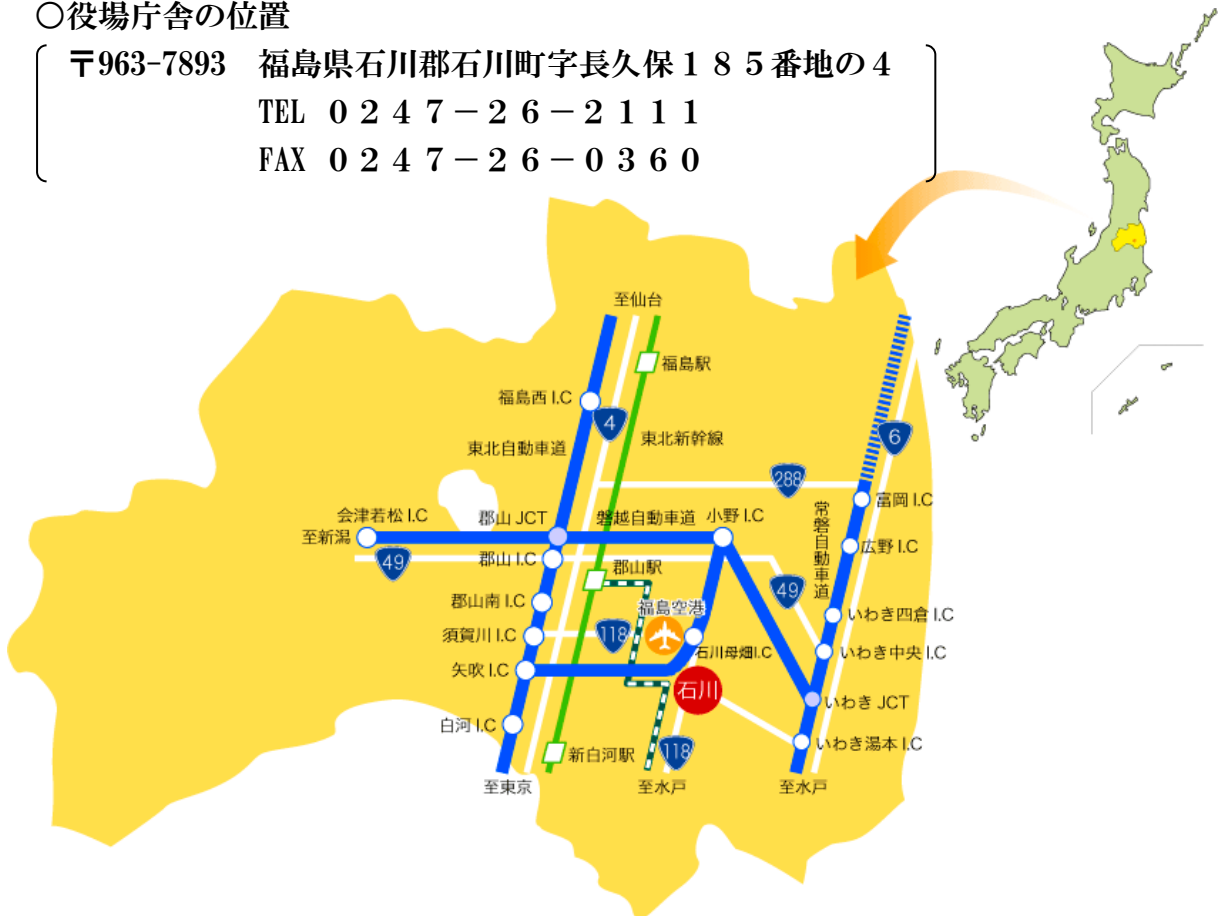 ○役場庁舎の位置
〒963-7893　福島県石川郡石川町字長久保１８５番地の４
TEL　０２４７－２６－２１１１
FAX　０２４７－２６－０３６０
至仙台
福島駅
福島西 I.C
4
6
東北自動車道
東北新幹線
288
富岡 I.C
会津若松 I.C
郡山 JCT
磐越自動車道
小野 I.C
常磐自動車道
至新潟
広野 I.C
49
郡山 I.C
郡山駅
49
郡山南 I.C
福島空港
いわき四倉 I.C
須賀川 I.C
118
石川母畑I.C
いわき中央 I.C
矢吹 I.C
石川
いわき JCT
白河 I.C
新白河駅
118
いわき湯本 I.C
至東京
至水戸
至水戸